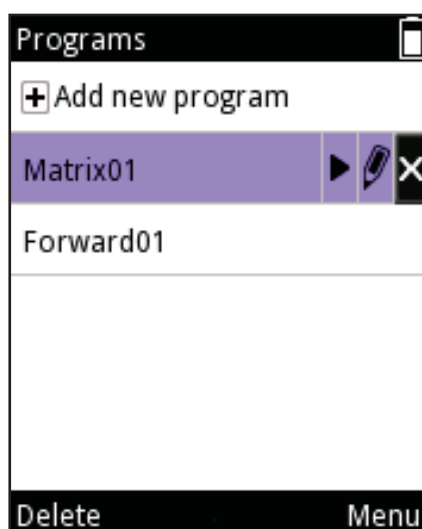 Programs
Add new program
Matrix01
Forward01
Delete Menu